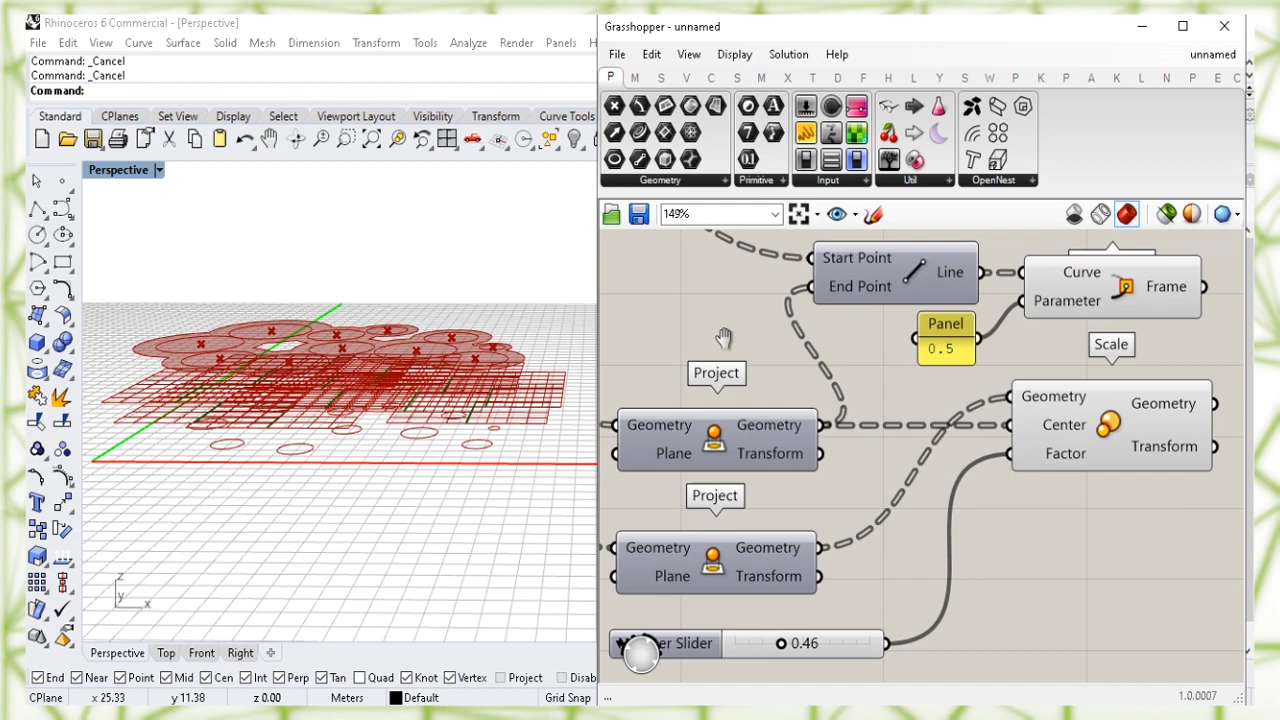 Rhinoceros 6 Commercial - [Perspective]
File Edit View Curve Surface Solid Mesh Dimension Transform Tools Analyze Render Panels H
Command: _Cancel
Command: _Cancel
Command:
Standard CPlanes Set View Display Select Viewport Layout Visibility Transform Curve Tools
Perspective
z
y
x
Perspective Top Front Right
End Near Point Mid Cen Int Perp Tan Quad Knot Vertex Project Disab
CPlane x 25.33 y 11.38 z 0.00 Meters Default Grid Snap
Grasshopper - unnamed
File Edit View Display Solution Help unnamed
P M S V C S M X T D F H L Y S W P K P A K L N P E C
Geometry Primitive Input Util OpenNest
149%
Start Point
End Point
Line
Curve
Parameter
Frame
Panel
0.5
Scale
Project
Geometry
Plane
Geometry
Transform
Geometry
Center
Factor
Geometry
Transform
Project
Geometry
Plane
Geometry
Transform
er Slider
0.46
...
1.0.0007